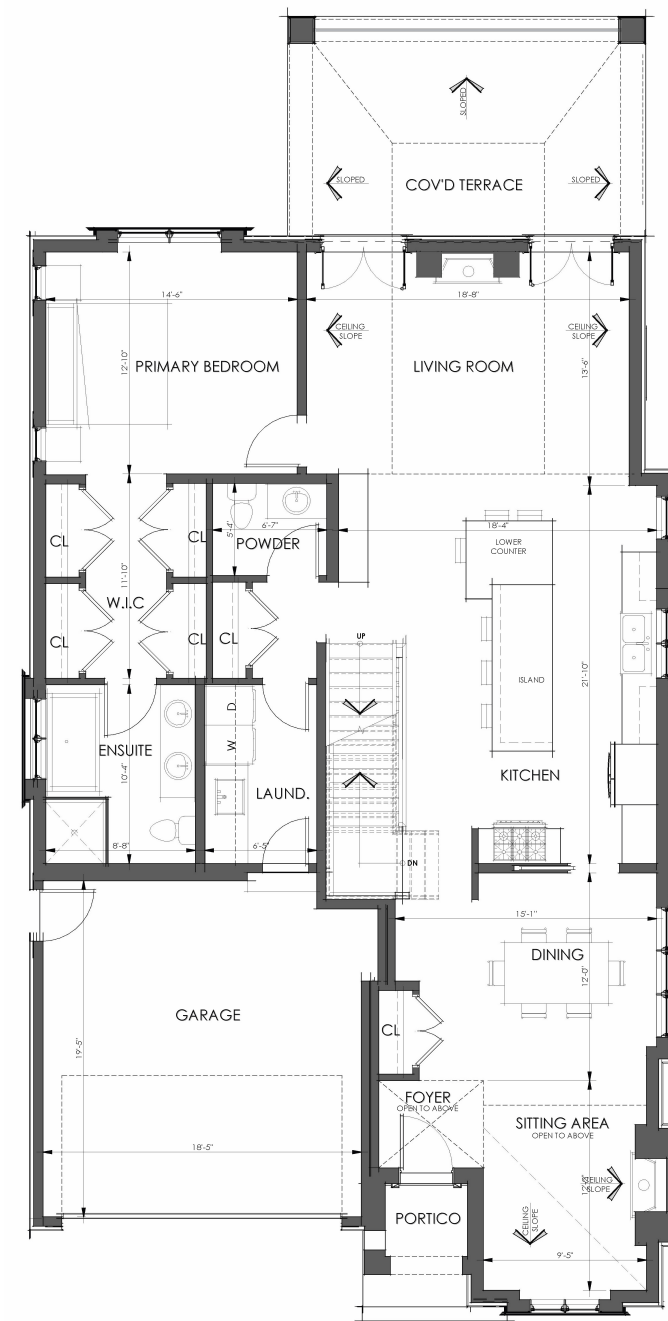 SLOPED
SLOPED
SLOPED
COV'D TERRACE
14'-6"
18'-8"
CEILING
SLOPE
CEILING
SLOPE
12'-10"
PRIMARY BEDROOM
LIVING ROOM
13'-6"
CL
CL
5'-4"
6'-7"
POWDER
18'-4"
LOWER
COUNTER
11'-10"
W.I.C
CL
CL
CL
UP
21'-10"
ISLAND
D.
W
ENSUITE
10'-4"
LAUND.
KITCHEN
8'-8"
6'-5"
DN
15'-1"
DINING
12'-0"
GARAGE
CL
19'-5"
FOYER
OPEN TO ABOVE
SITTING AREA
OPEN TO ABOVE
18'-5"
CEILING
SLOPE
PORTICO
CEILING
SLOPE
9'-5"